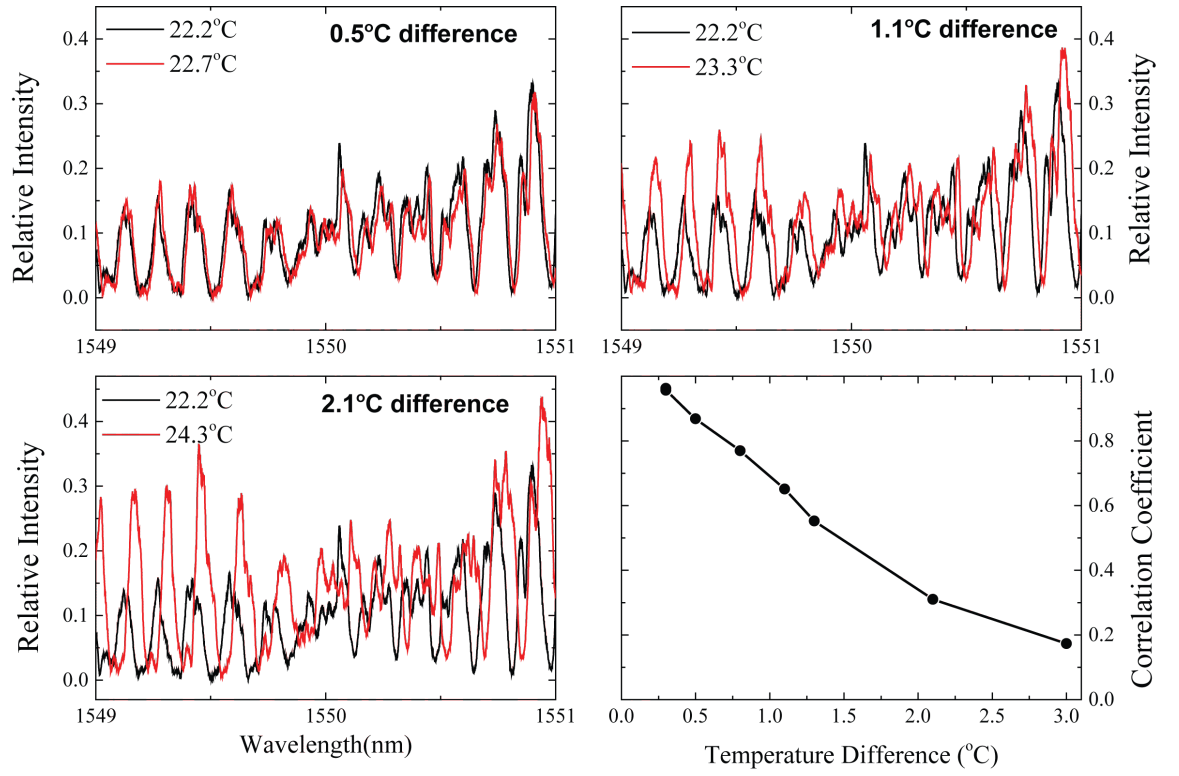 0.5°C difference
22.2°C
22.7°C
0.4
0.3
0.2
0.1
0.0
Relative Intensity
1549
1550
1551
1.1°C difference
22.2°C
23.3°C
0.4
0.3
0.2
0.1
0.0
Relative Intensity
1549
1550
1551
2.1°C difference
22.2°C
24.3°C
0.4
0.3
0.2
0.1
0.0
Relative Intensity
1549
1550
1551
Wavelength(nm)
1.0
0.8
0.6
0.4
0.2
0.0
Correlation Coefficient
0.0
0.5
1.0
1.5
2.0
2.5
3.0
Temperature Difference (°C)